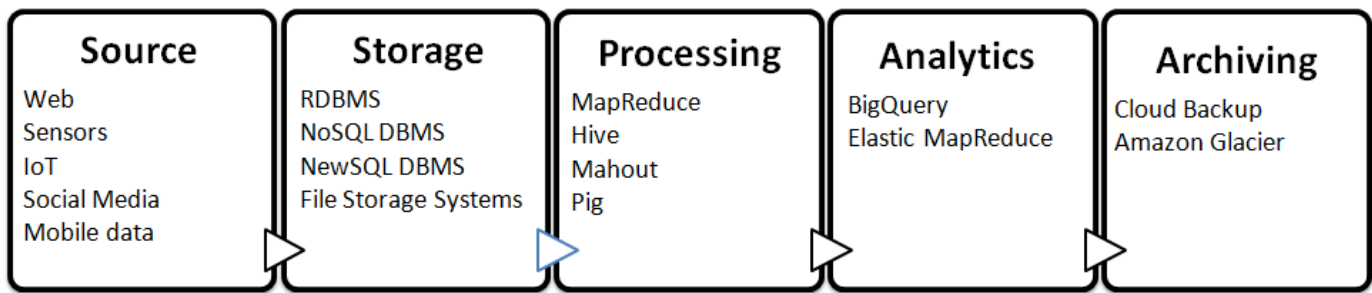 Source
Web
Sensors
IoT
Social Media
Mobile data
Storage
RDBMS
NoSQL DBMS
NewSQL DBMS
File Storage Systems
Processing
MapReduce
Hive
Mahout
Pig
Analytics
BigQuery
Elastic MapReduce
Archiving
Cloud Backup
Amazon Glacier